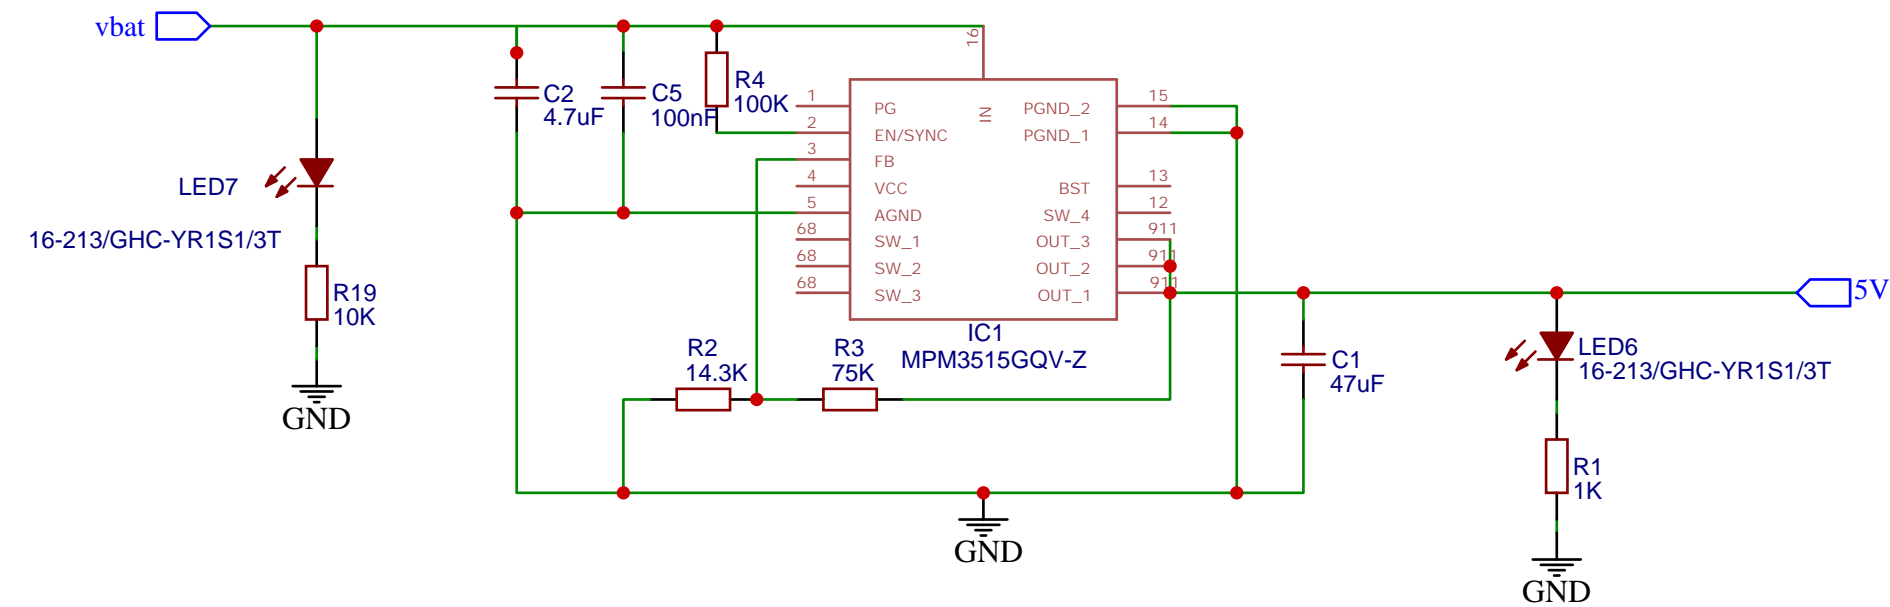 vbat
16
R4
100K
C2
4.7uF
C5
100nF
1
PG
2
EN/SYNC
3
FB
4
VCC
5
AGND
68
SW_1
68
SW_2
68
SW_3
IN
PGND_2
15
PGND_1
14
BST
13
SW_4
12
OUT_3
911
OUT_2
911
OUT_1
911
IC1
MPM3515GQV-Z
LED7
16-213/GHC-YR1S1/3T
R19
10K
GND
R2
14.3K
R3
75K
C1
47uF
5V
LED6
16-213/GHC-YR1S1/3T
R1
1K
GND
GND